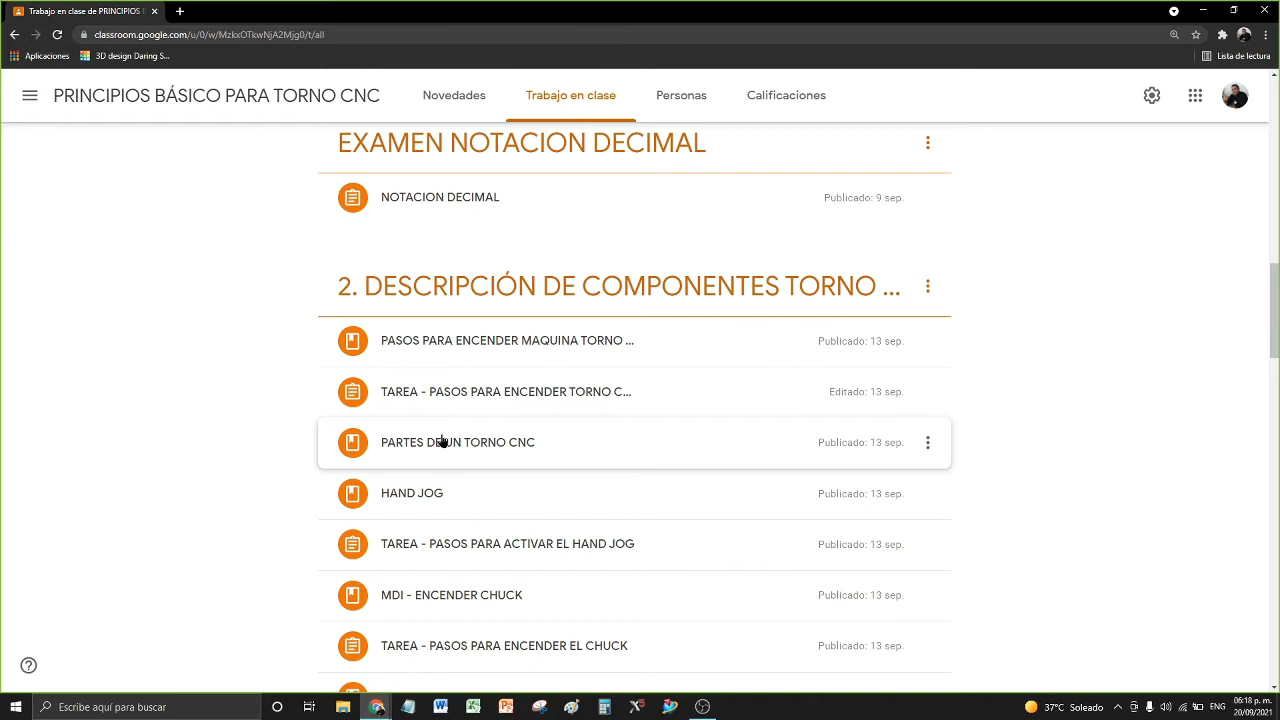 Trabajo en clase de PRINCIPIOS E
classroom.google.com/u/0/w/MzkxOTkwNjA2Mjg0/t/all
Aplicaciones
3D design Daring S...
Lista de lectura
PRINCIPIOS BÁSICO PARA TORNO CNC
Novedades
Trabajo en clase
Personas
Calificaciones
EXAMEN NOTACION DECIMAL
NOTACION DECIMAL
Publicado: 9 sep.
2. DESCRIPCIÓN DE COMPONENTES TORNO ...
PASOS PARA ENCENDER MAQUINA TORNO ...
Publicado: 13 sep.
TAREA - PASOS PARA ENCENDER TORNO C...
Editado: 13 sep.
PARTES DE UN TORNO CNC
Publicado: 13 sep.
HAND JOG
Publicado: 13 sep.
TAREA - PASOS PARA ACTIVAR EL HAND JOG
Publicado: 13 sep.
MDI - ENCENDER CHUCK
Publicado: 13 sep.
TAREA - PASOS PARA ENCENDER EL CHUCK
Publicado: 13 sep.
Escribe aquí para buscar
37°C Soleado
ENG
06:18 p. m.
20/09/2021